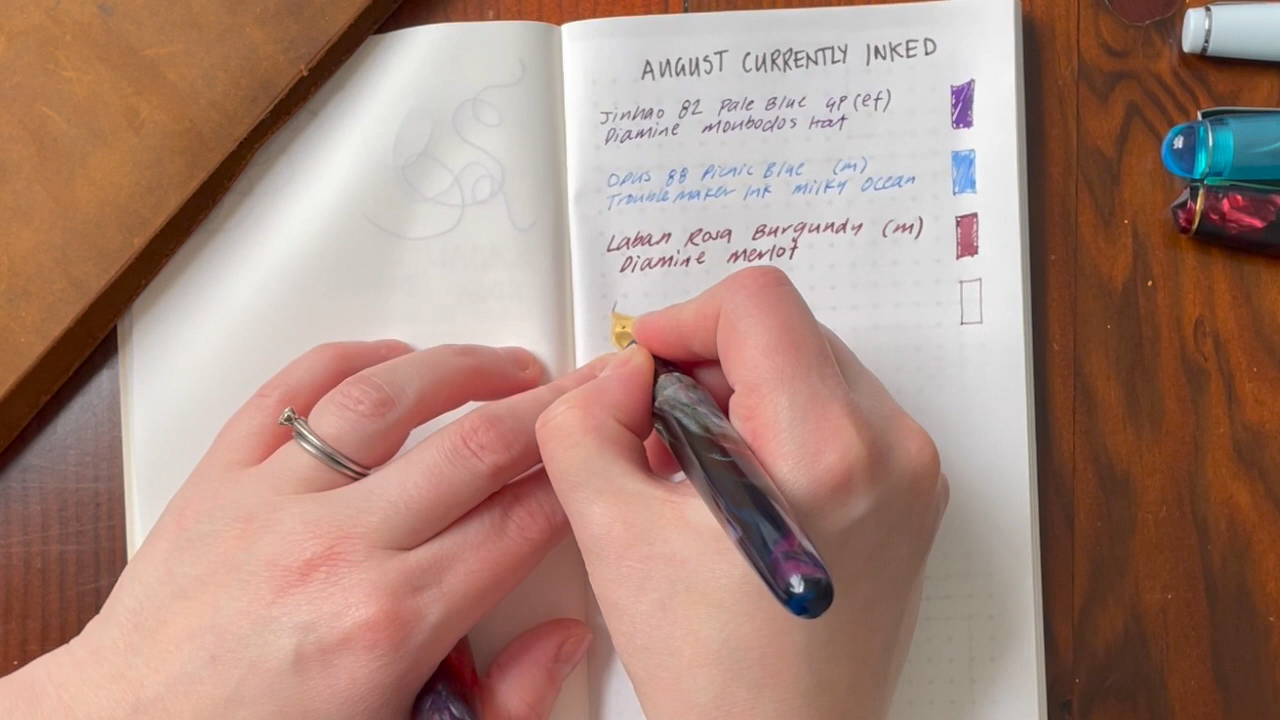 AUGUST CURRENTLY INKED
Jinhao 82 Pale Blue GP (ef)
Diamine Moubodos Hat
Opus 88 Picnic Blue (m)
Troublemaker Ink Milky Ocean
Laban Rosa Burgundy (m)
Diamine Merlot